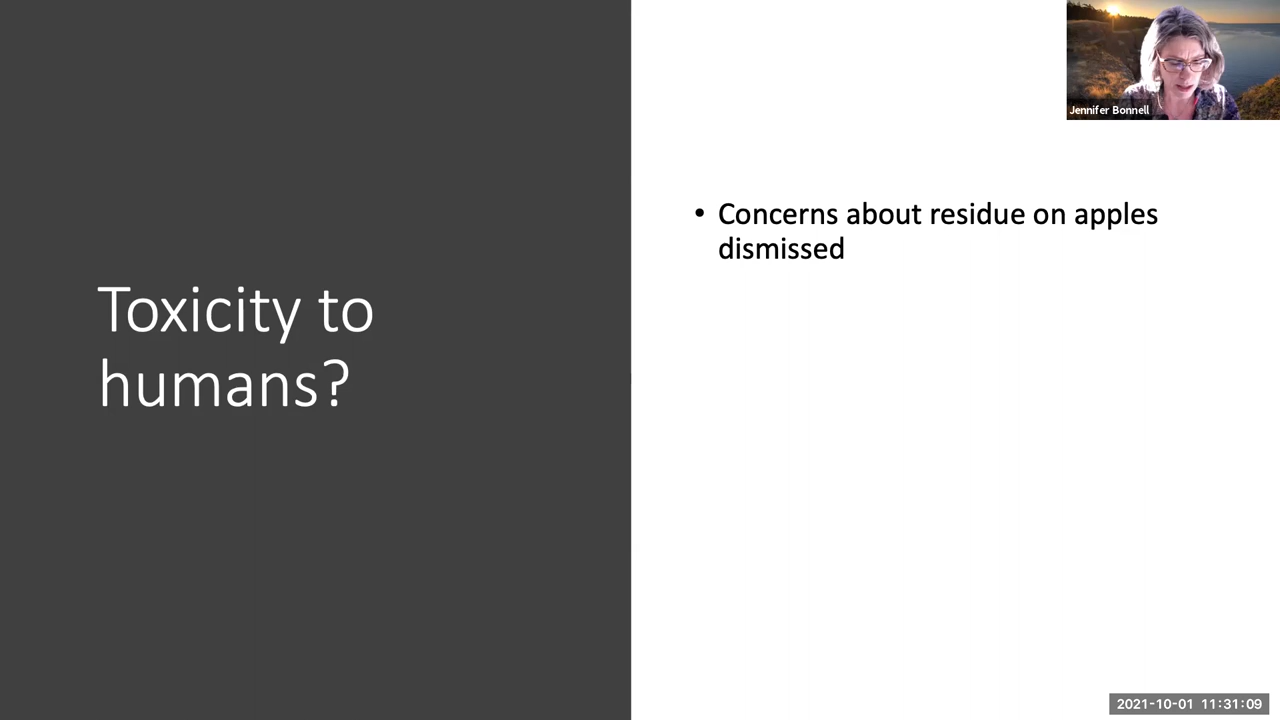 Jennifer Bonnell
Toxicity to
humans?
• Concerns about residue on apples
dismissed
2021-10-01 11:31:09